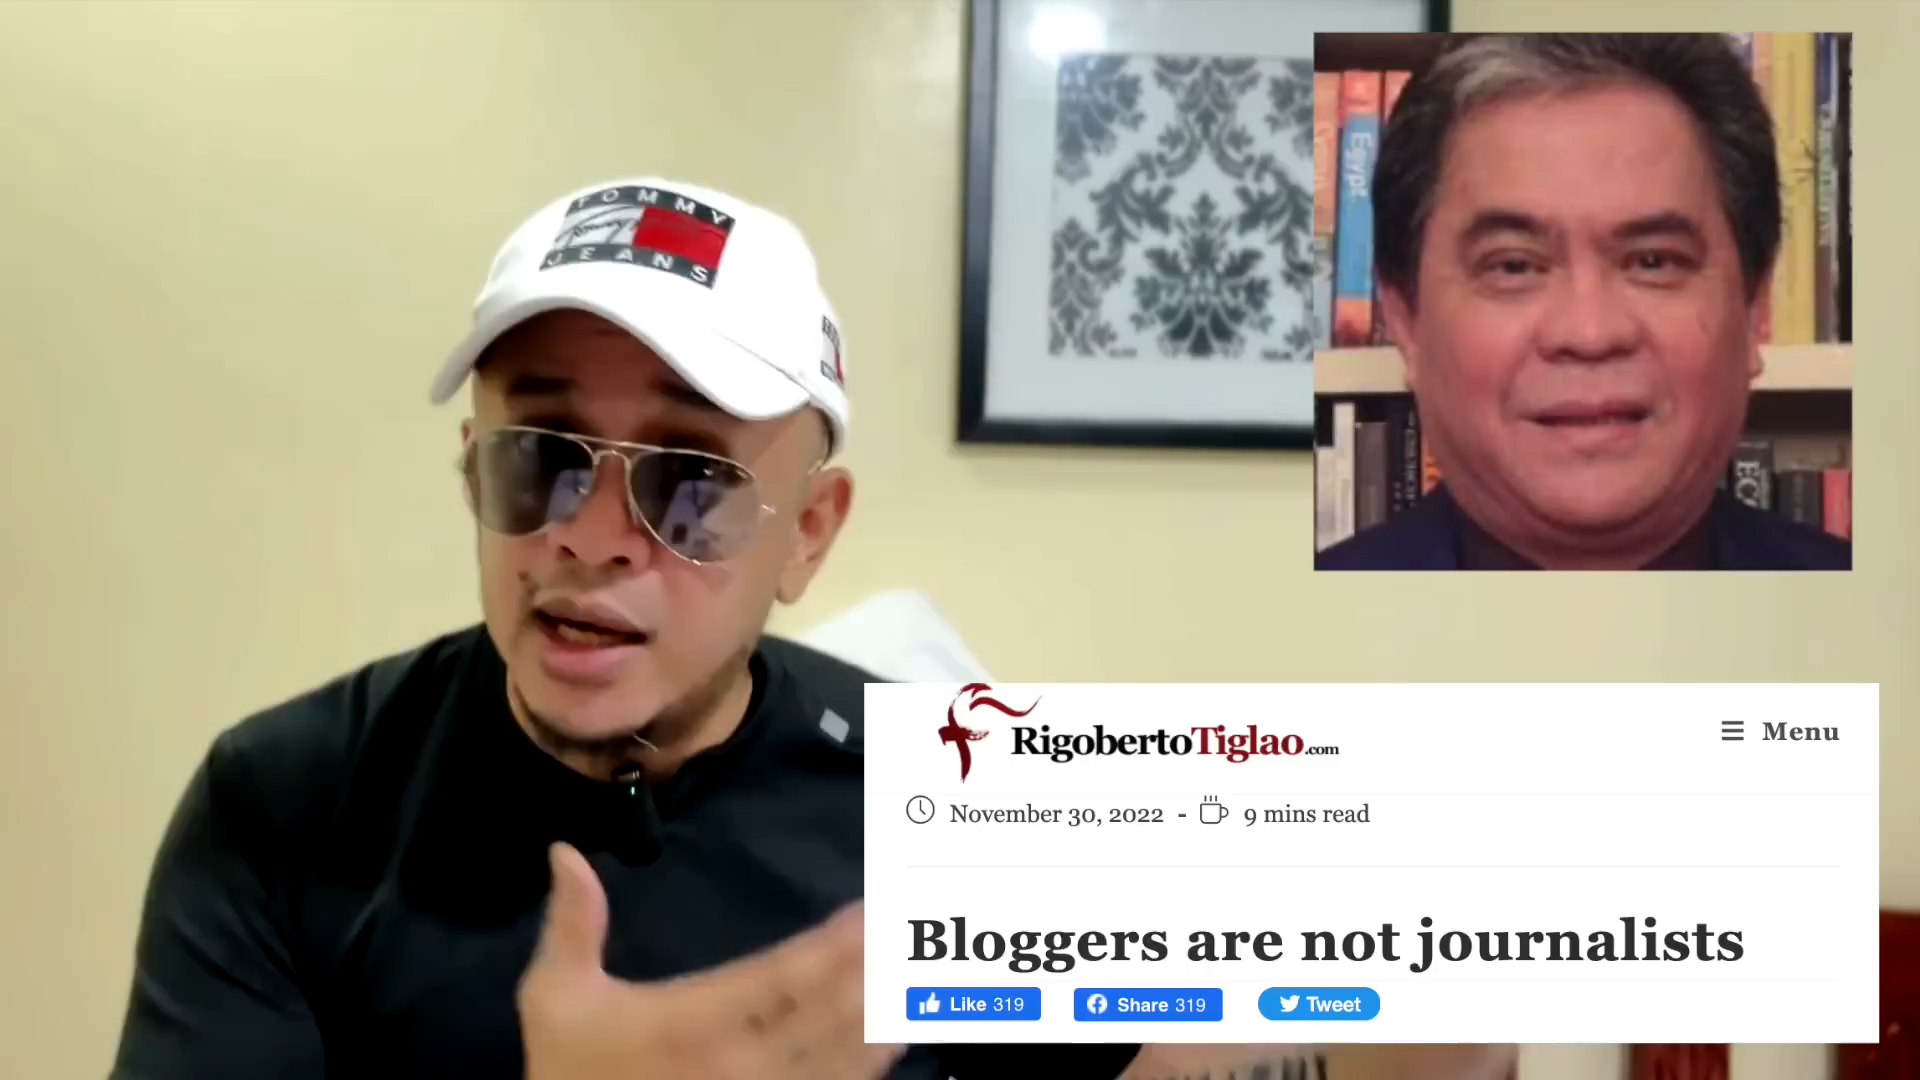 TOMMY
JEANS
Egypt
RigobertoTiglao.com
Menu
November 30, 2022 - 9 mins read
Bloggers are not journalists
Like 319
Share 319
Tweet